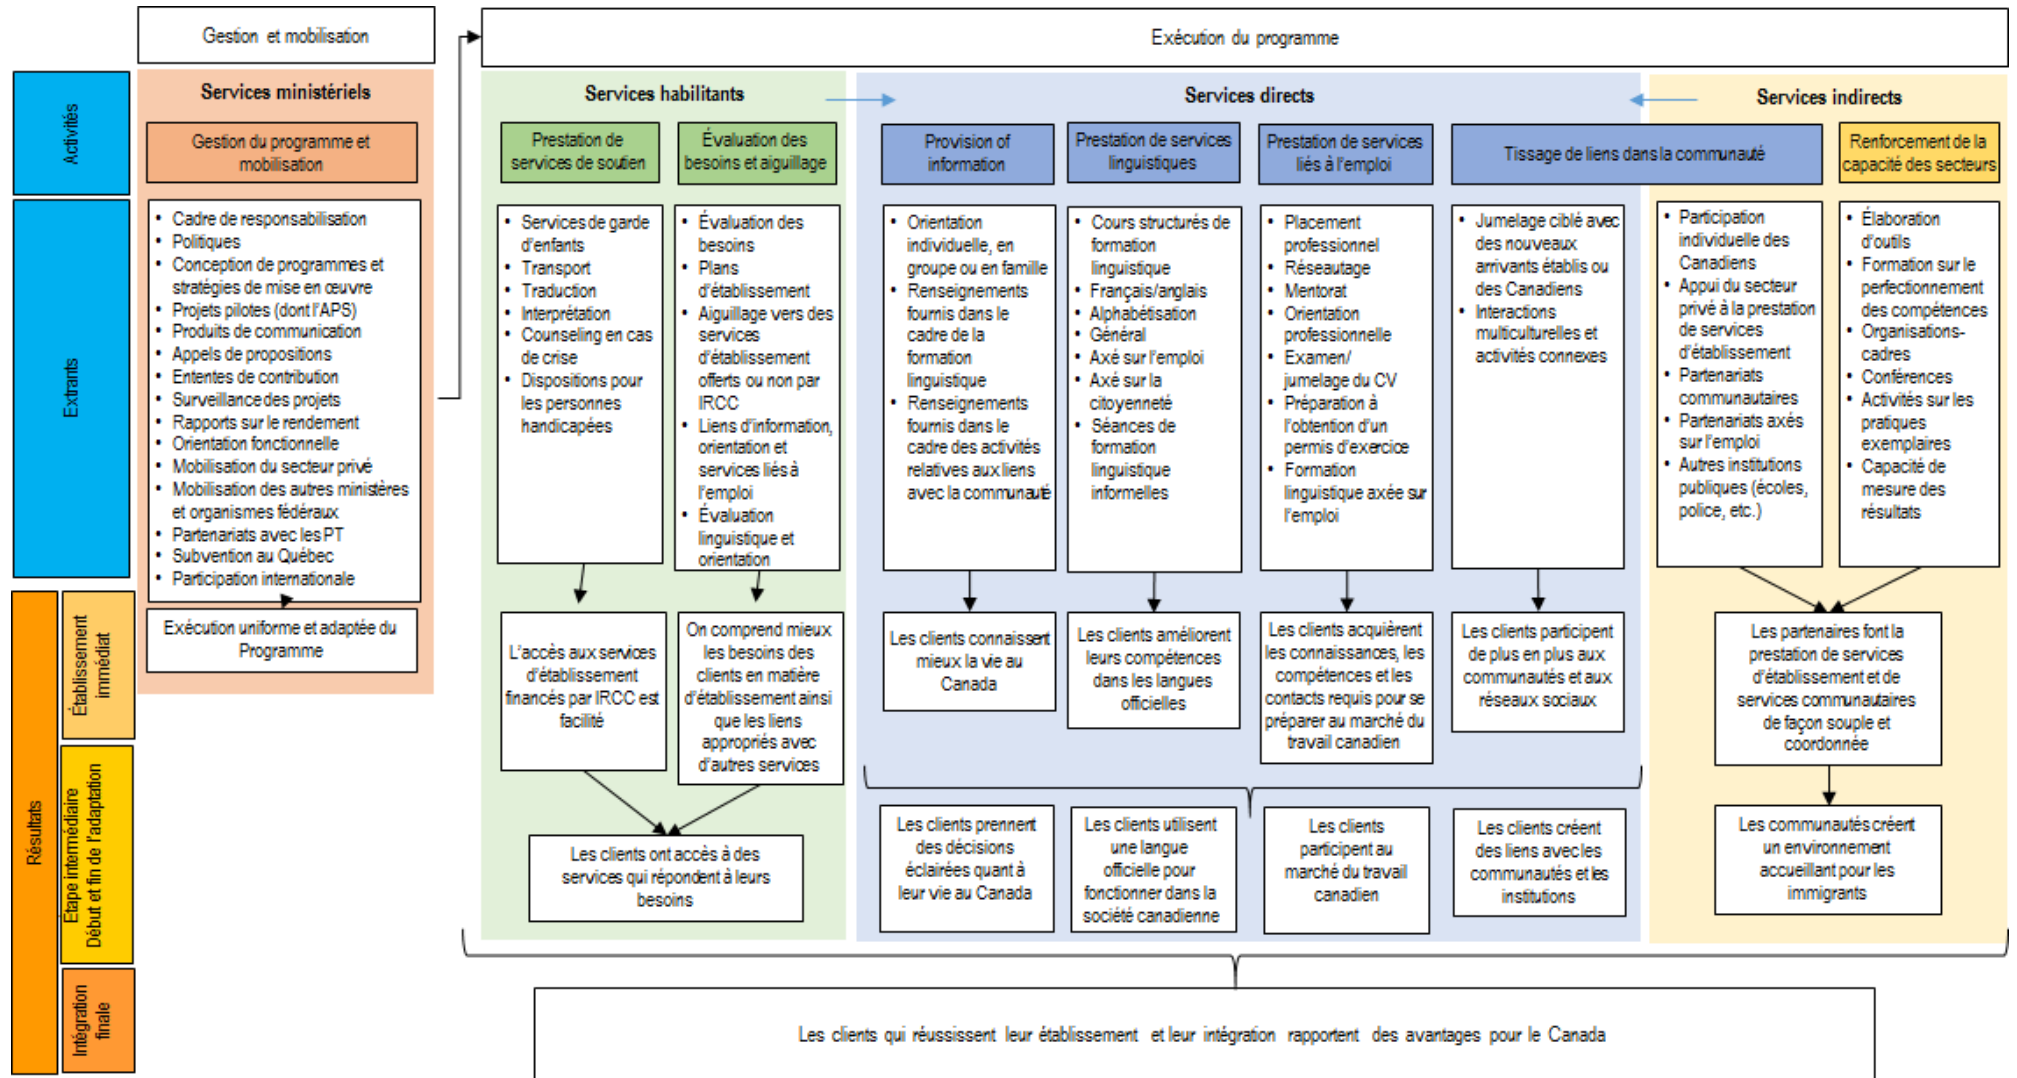 Gestion et mobilisation
Exécution du programme
Activités
Services ministériels
Services habilitants
Services directs
Services indirects
Gestion du programme et
mobilisation
Prestation de
services de soutien
Évaluation des
besoins et aiguillage
Provision of
information
Prestation de services
linguistiques
Prestation de services
liés à l'emploi
Tissage de liens dans la communauté
Renforcement de la
capacité des secteurs
Extrants
• Cadre de responsabilisation
• Politiques
• Conception de programmes et
stratégies de mise en œuvre
• Projets pilotes (dont l'APS)
• Produits de communication
• Appels de propositions
• Ententes de contribution
• Surveillance des projets
• Rapports sur le rendement
• Orientation fonctionnelle
• Mobilisation du secteur privé
• Mobilisation des autres ministères
et organismes fédéraux
• Partenariats avec les PT
• Subvention au Québec
• Participation internationale
• Services de garde
d'enfants
• Transport
• Traduction
• Interprétation
• Counseling en cas
de crise
• Dispositions pour
les personnes
handicapées
• Évaluation des
besoins
• Plans
d'établissement
• Aiguillage vers des
services
d'établissement
offerts ou non par
IRCC
• Liens d'information,
orientation et
services liés à
l'emploi
• Évaluation
linguistique et
orientation
• Orientation
individuelle, en
groupe ou en famille
• Renseignements
fournis dans le
cadre de la
formation
linguistique
• Renseignements
fournis dans le
cadre des activités
relatives aux liens
avec la communauté
• Cours structurés de
formation
linguistique
• Français/anglais
• Alphabétisation
• Général
• Axé sur l'emploi
• Axé sur la
citoyenneté
• Séances de
formation
linguistique
informelles
• Placement
professionnel
• Réseautage
• Mentorat
• Orientation
professionnelle
• Examen/
jumelage du CV
• Préparation à
l'obtention d'un
permis d'exercice
• Formation
linguistique axée sur
l'emploi
• Jumelage ciblé avec
des nouveaux
arrivants établis ou
des Canadiens
• Interactions
multiculturelles et
activités connexes
• Participation
individuelle des
Canadiens
• Appui du secteur
privé à la prestation
de services
d'établissement
• Partenariats
communautaires
• Partenariats axés
sur l'emploi
• Autres institutions
publiques (écoles,
police, etc.)
• Élaboration
d'outils
• Formation sur le
perfectionnement
des compétences
• Organisations-
cadres
• Conférences
• Activités sur les
pratiques
exemplaires
• Capacité de
mesure des
résultats
Résultats
Établissement
immédiat
Exécution uniforme et adaptée du
Programme
L'accès aux services
d'établissement
financés par IRCC est
facilité
On comprend mieux
les besoins des
clients en matière
d'établissement ainsi
que les liens
appropriés avec
d'autres services
Les clients connaissent
mieux la vie au
Canada
Les clients améliorent
leurs compétences
dans les langues
officielles
Les clients acquièrent
les connaissances, les
compétences et les
contacts requis pour se
préparer au marché du
travail canadien
Les clients participent
de plus en plus aux
communautés et aux
réseaux sociaux
Les partenaires font la
prestation de services
d'établissement et de
services communautaires
de façon souple et
coordonnée
Étape intermédiaire
Début et fin de l'adaptation
Les clients ont accès à des
services qui répondent à leurs
besoins
Les clients prennent
des décisions
éclairées quant à
leur vie au Canada
Les clients utilisent
une langue
officielle pour
fonctionner dans la
société canadienne
Les clients
participent au
marché du travail
canadien
Les clients créent
des liens avec les
communautés et les
institutions
Les communautés créent
un environnement
accueillant pour les
immigrants
Intégration
finale
Les clients qui réussissent leur établissement et leur intégration rapportent des avantages pour le Canada